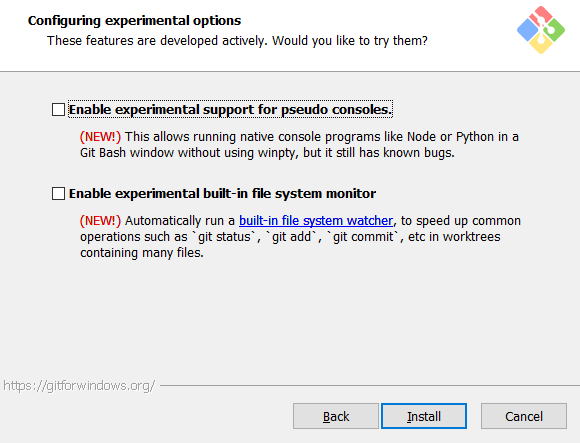 Configuring experimental options
These features are developed actively. Would you like to try them?
Enable experimental support for pseudo consoles.
(NEW!) This allows running native console programs like Node or Python in a
Git Bash window without using winpty, but it still has known bugs.
Enable experimental built-in file system monitor
(NEW!) Automatically run a built-in file system watcher, to speed up common
operations such as `git status`, `git add`, `git commit`, etc in worktrees
containing many files.
https://gitforwindows.org/
Back
Install
Cancel